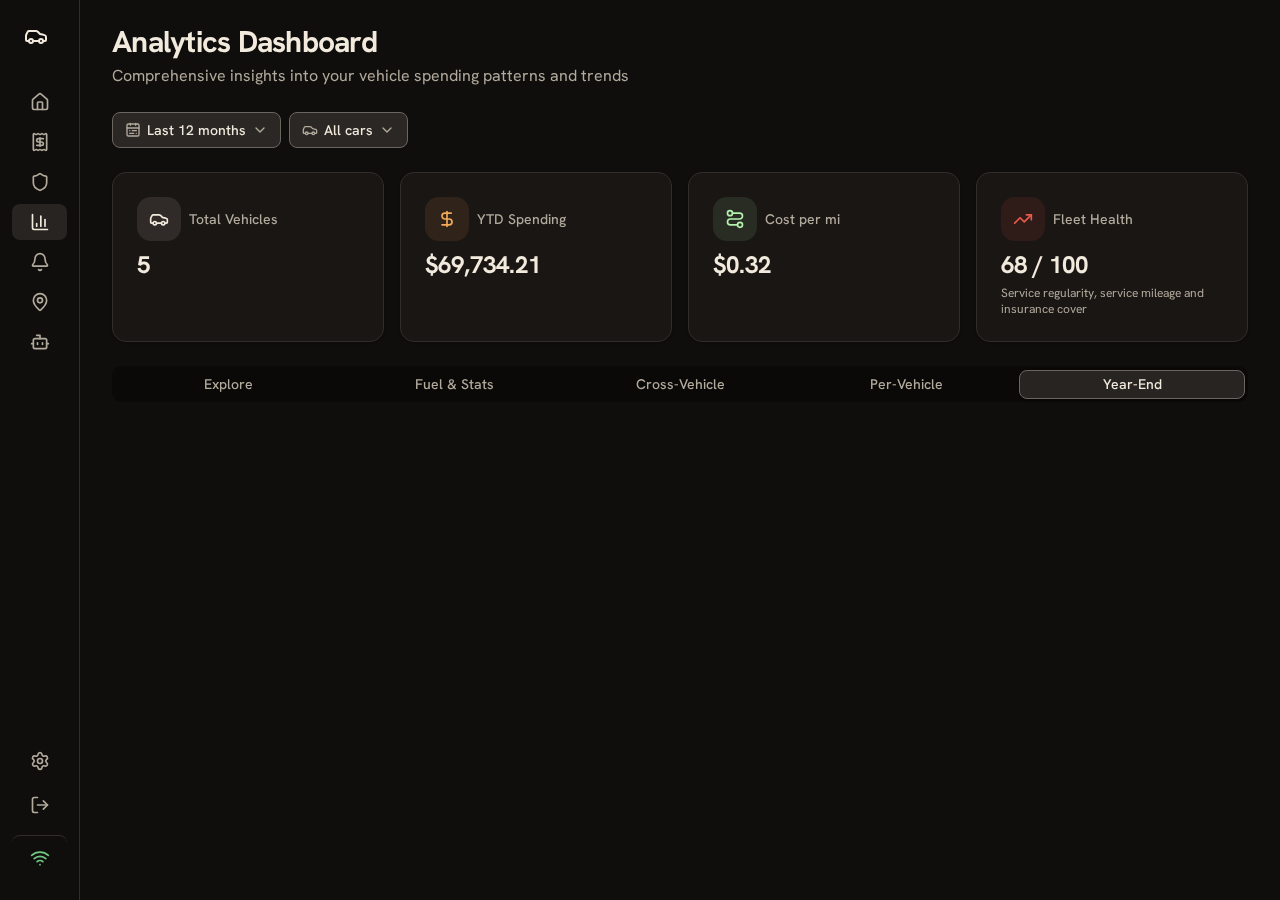 Analytics Dashboard
Comprehensive insights into your vehicle spending patterns and trends
Last 12 months
All cars
Total Vehicles
5
YTD Spending
$69,734.21
Cost per mi
$0.32
Fleet Health
68 / 100
Service regularity, service mileage and
insurance cover
Explore
Fuel & Stats
Cross-Vehicle
Per-Vehicle
Year-End